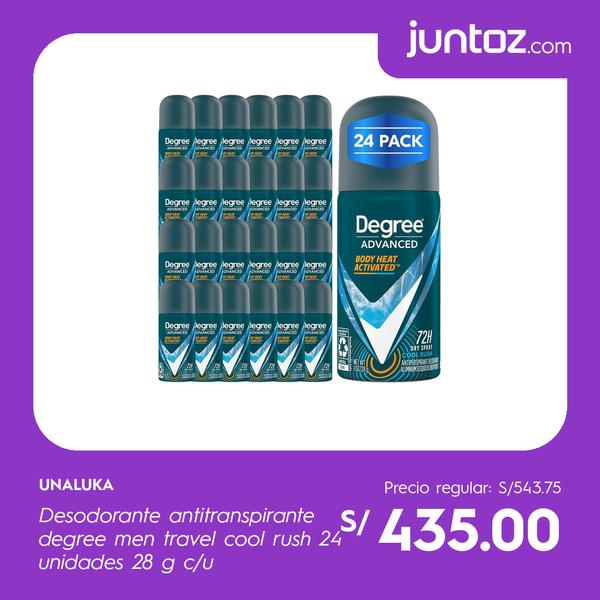 juntoz.com
24 PACK
Degree
ADVANCED
BODY HEAT
ACTIVATED
72H
DRY SPRAY
COOL RUSH
UNALUKA
Precio regular: S/543.75
Desodorante antitranspirante
degree men travel cool rush 24
unidades 28 g c/u
S/ 435.00